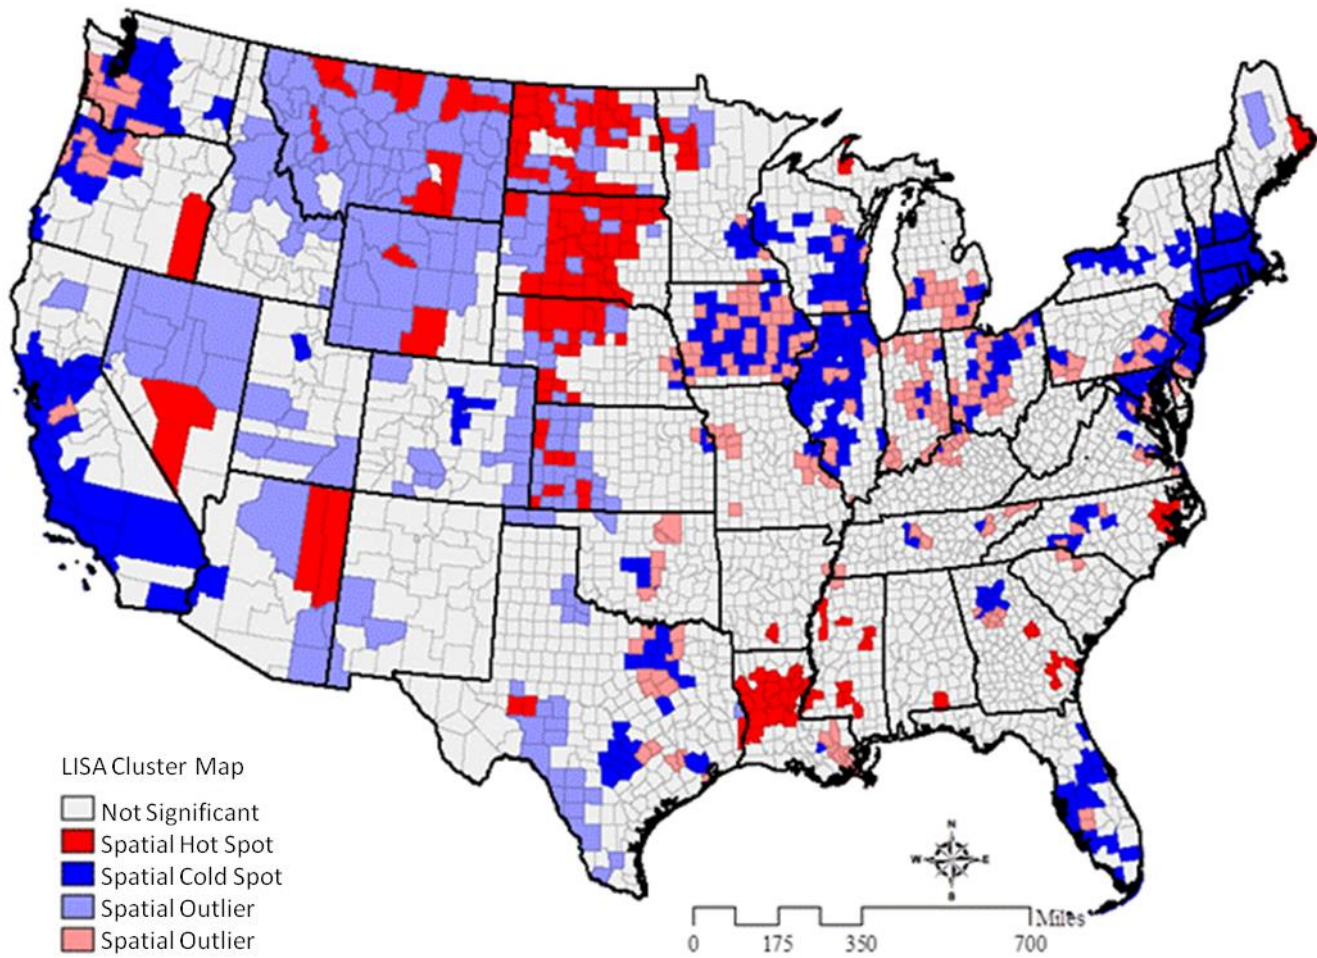 LISA Cluster Map
Not Significant
Spatial Hot Spot
Spatial Cold Spot
Spatial Outlier
Spatial Outlier
N
W E
S
Miles
0 175 350 700